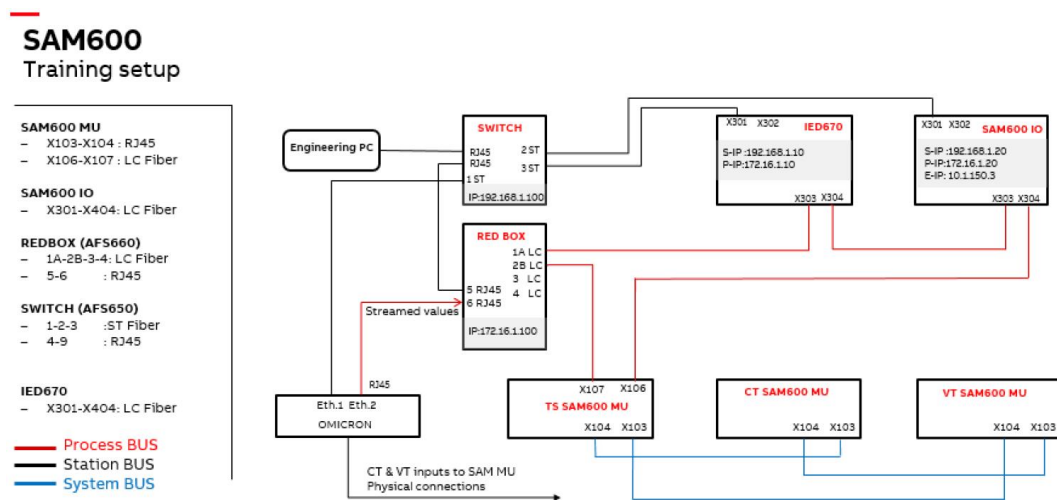 SAM600
Training setup
SAM600 MU
– X103-X104 : RJ45
– X106-X107 : LC Fiber
SAM600 IO
– X301-X404: LC Fiber
REDBOX (AFS660)
– 1A-2B-3-4: LC Fiber
– 5-6 : RJ45
SWITCH (AFS650)
– 1-2-3 :ST Fiber
– 4-9 : RJ45
IED670
– X301-X404: LC Fiber
Process BUS
Station BUS
System BUS
Engineering PC
SWITCH
RJ45
RJ45
1 ST
2 ST
3 ST
IP:192.168.1.100
RED BOX
1A LC
2B LC
3 LC
4 LC
5 RJ45
6 RJ45
IP:172.16.1.100
Streamed values
RJ45
Eth.1 Eth.2
OMICRON
CT & VT inputs to SAM MU
Physical connections
X301 X302 IED670
S-IP :192.168.1.10
P-IP:172.16.1.10
X303 X304
X301 X302 SAM600 IO
S-IP :192.168.1.20
P-IP:172.16.1.20
E-IP: 10.1.150.3
X303 X304
X107 X106
TS SAM600 MU
X104 X103
CT SAM600 MU
X104 X103
VT SAM600 MU
X104 X103